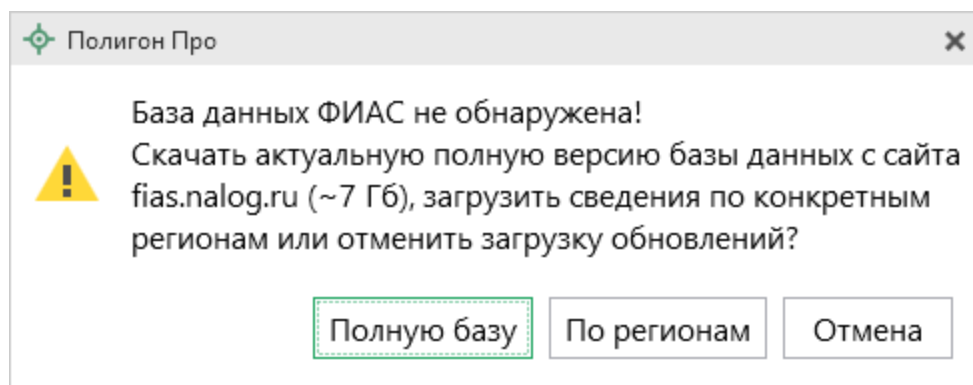 Полигон Про
База данных ФИАС не обнаружена!
Скачать актуальную полную версию базы данных с сайта
fias.nalog.ru (~7 Гб), загрузить сведения по конкретным
регионам или отменить загрузку обновлений?
Полную базу
По регионам
Отмена